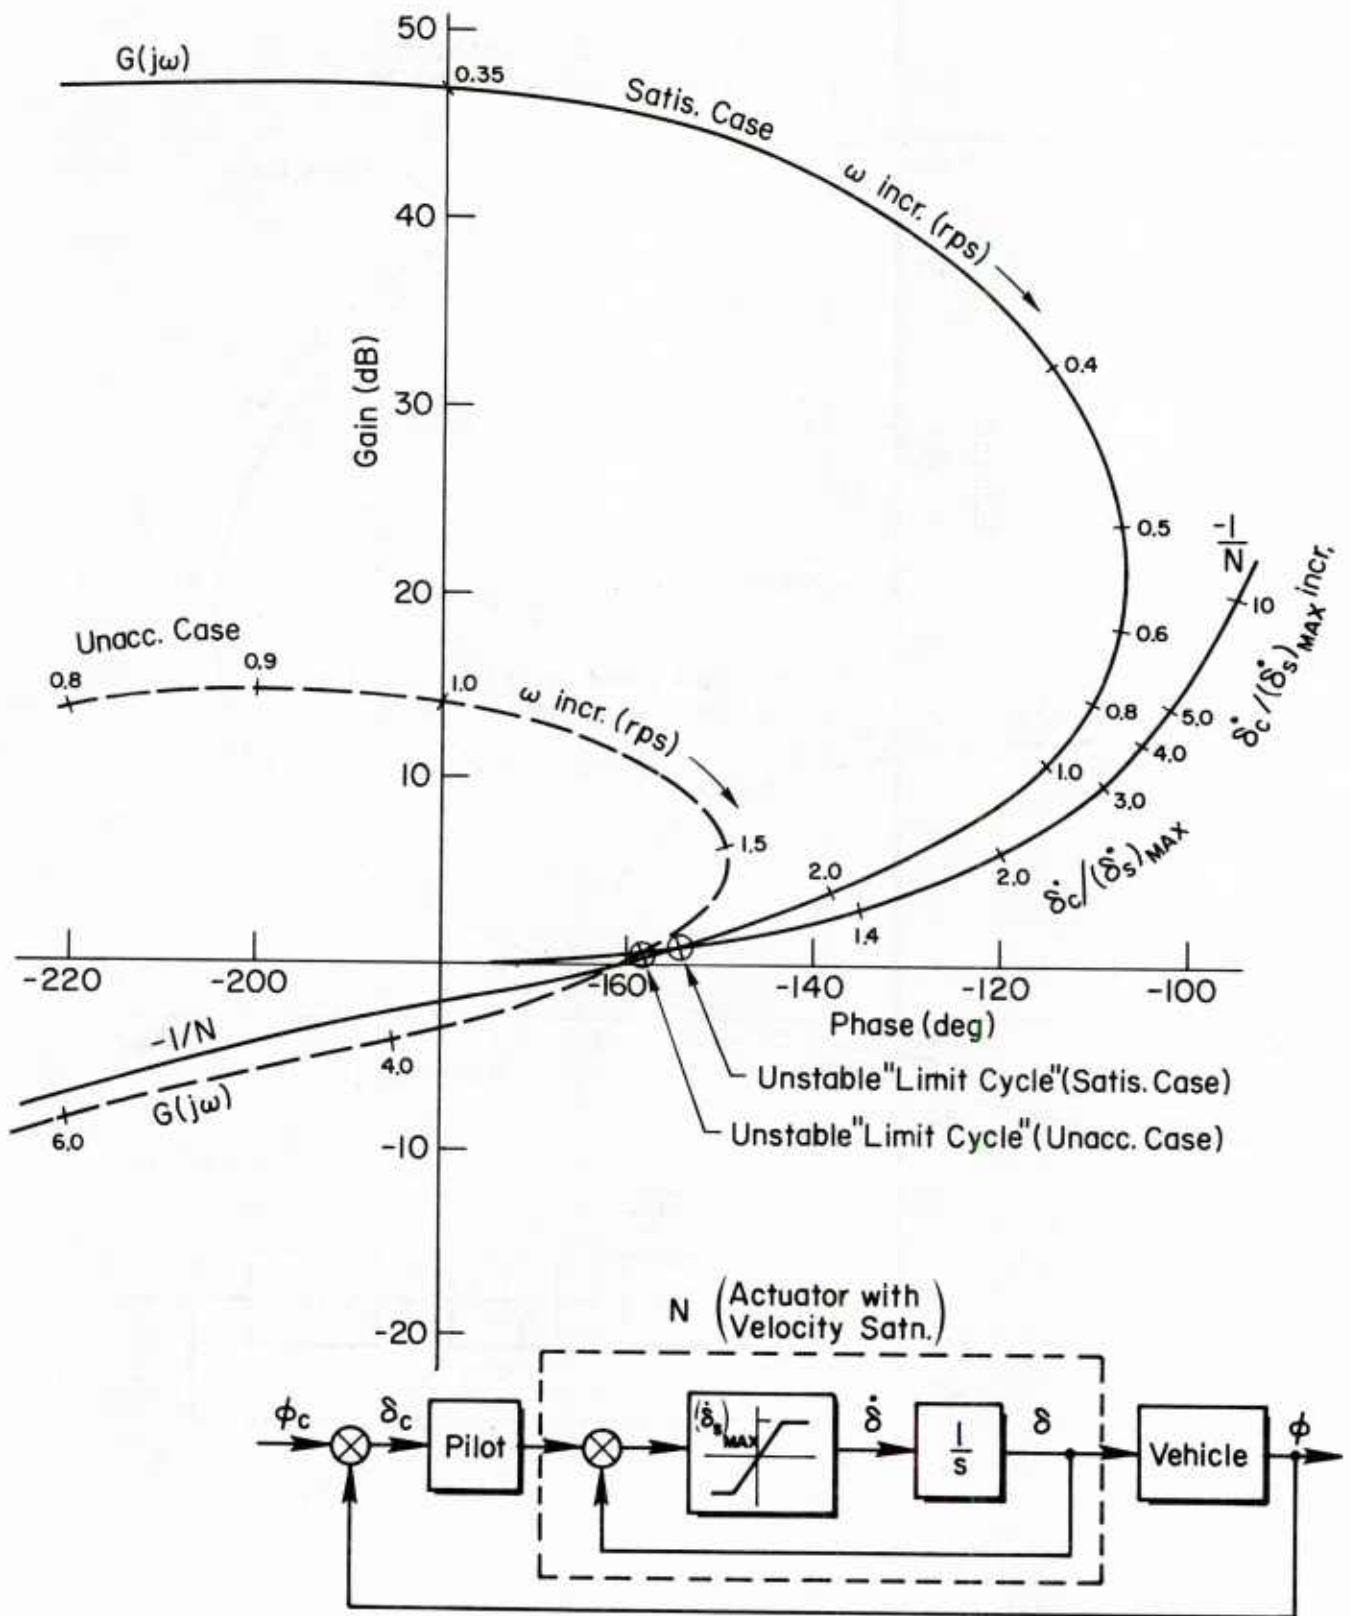 50
G(jω)
0.35
Satis. Case
ω incr. (rps)
40
Gain (dB)
0.4
30
0.5
-1/N
δ̇c/(δ̇s)MAX incr.
20
10
0.6
Unacc. Case
0.8
0.9
1.0
ω incr. (rps)
0.8
5.0
4.0
10
1.0
3.0
1.5
2.0
2.0
δ̇c/(δ̇s)MAX
1.4
-220
-200
-160
-140
-120
-100
Phase (deg)
-1/N
4.0
G(jω)
6.0
Unstable "Limit Cycle" (Satis. Case)
Unstable "Limit Cycle" (Unacc. Case)
-10
N (Actuator with
Velocity Satn.)
-20
ϕc
δc
Pilot
(δ̇s)MAX
δ̇
1/s
δ
Vehicle
ϕ